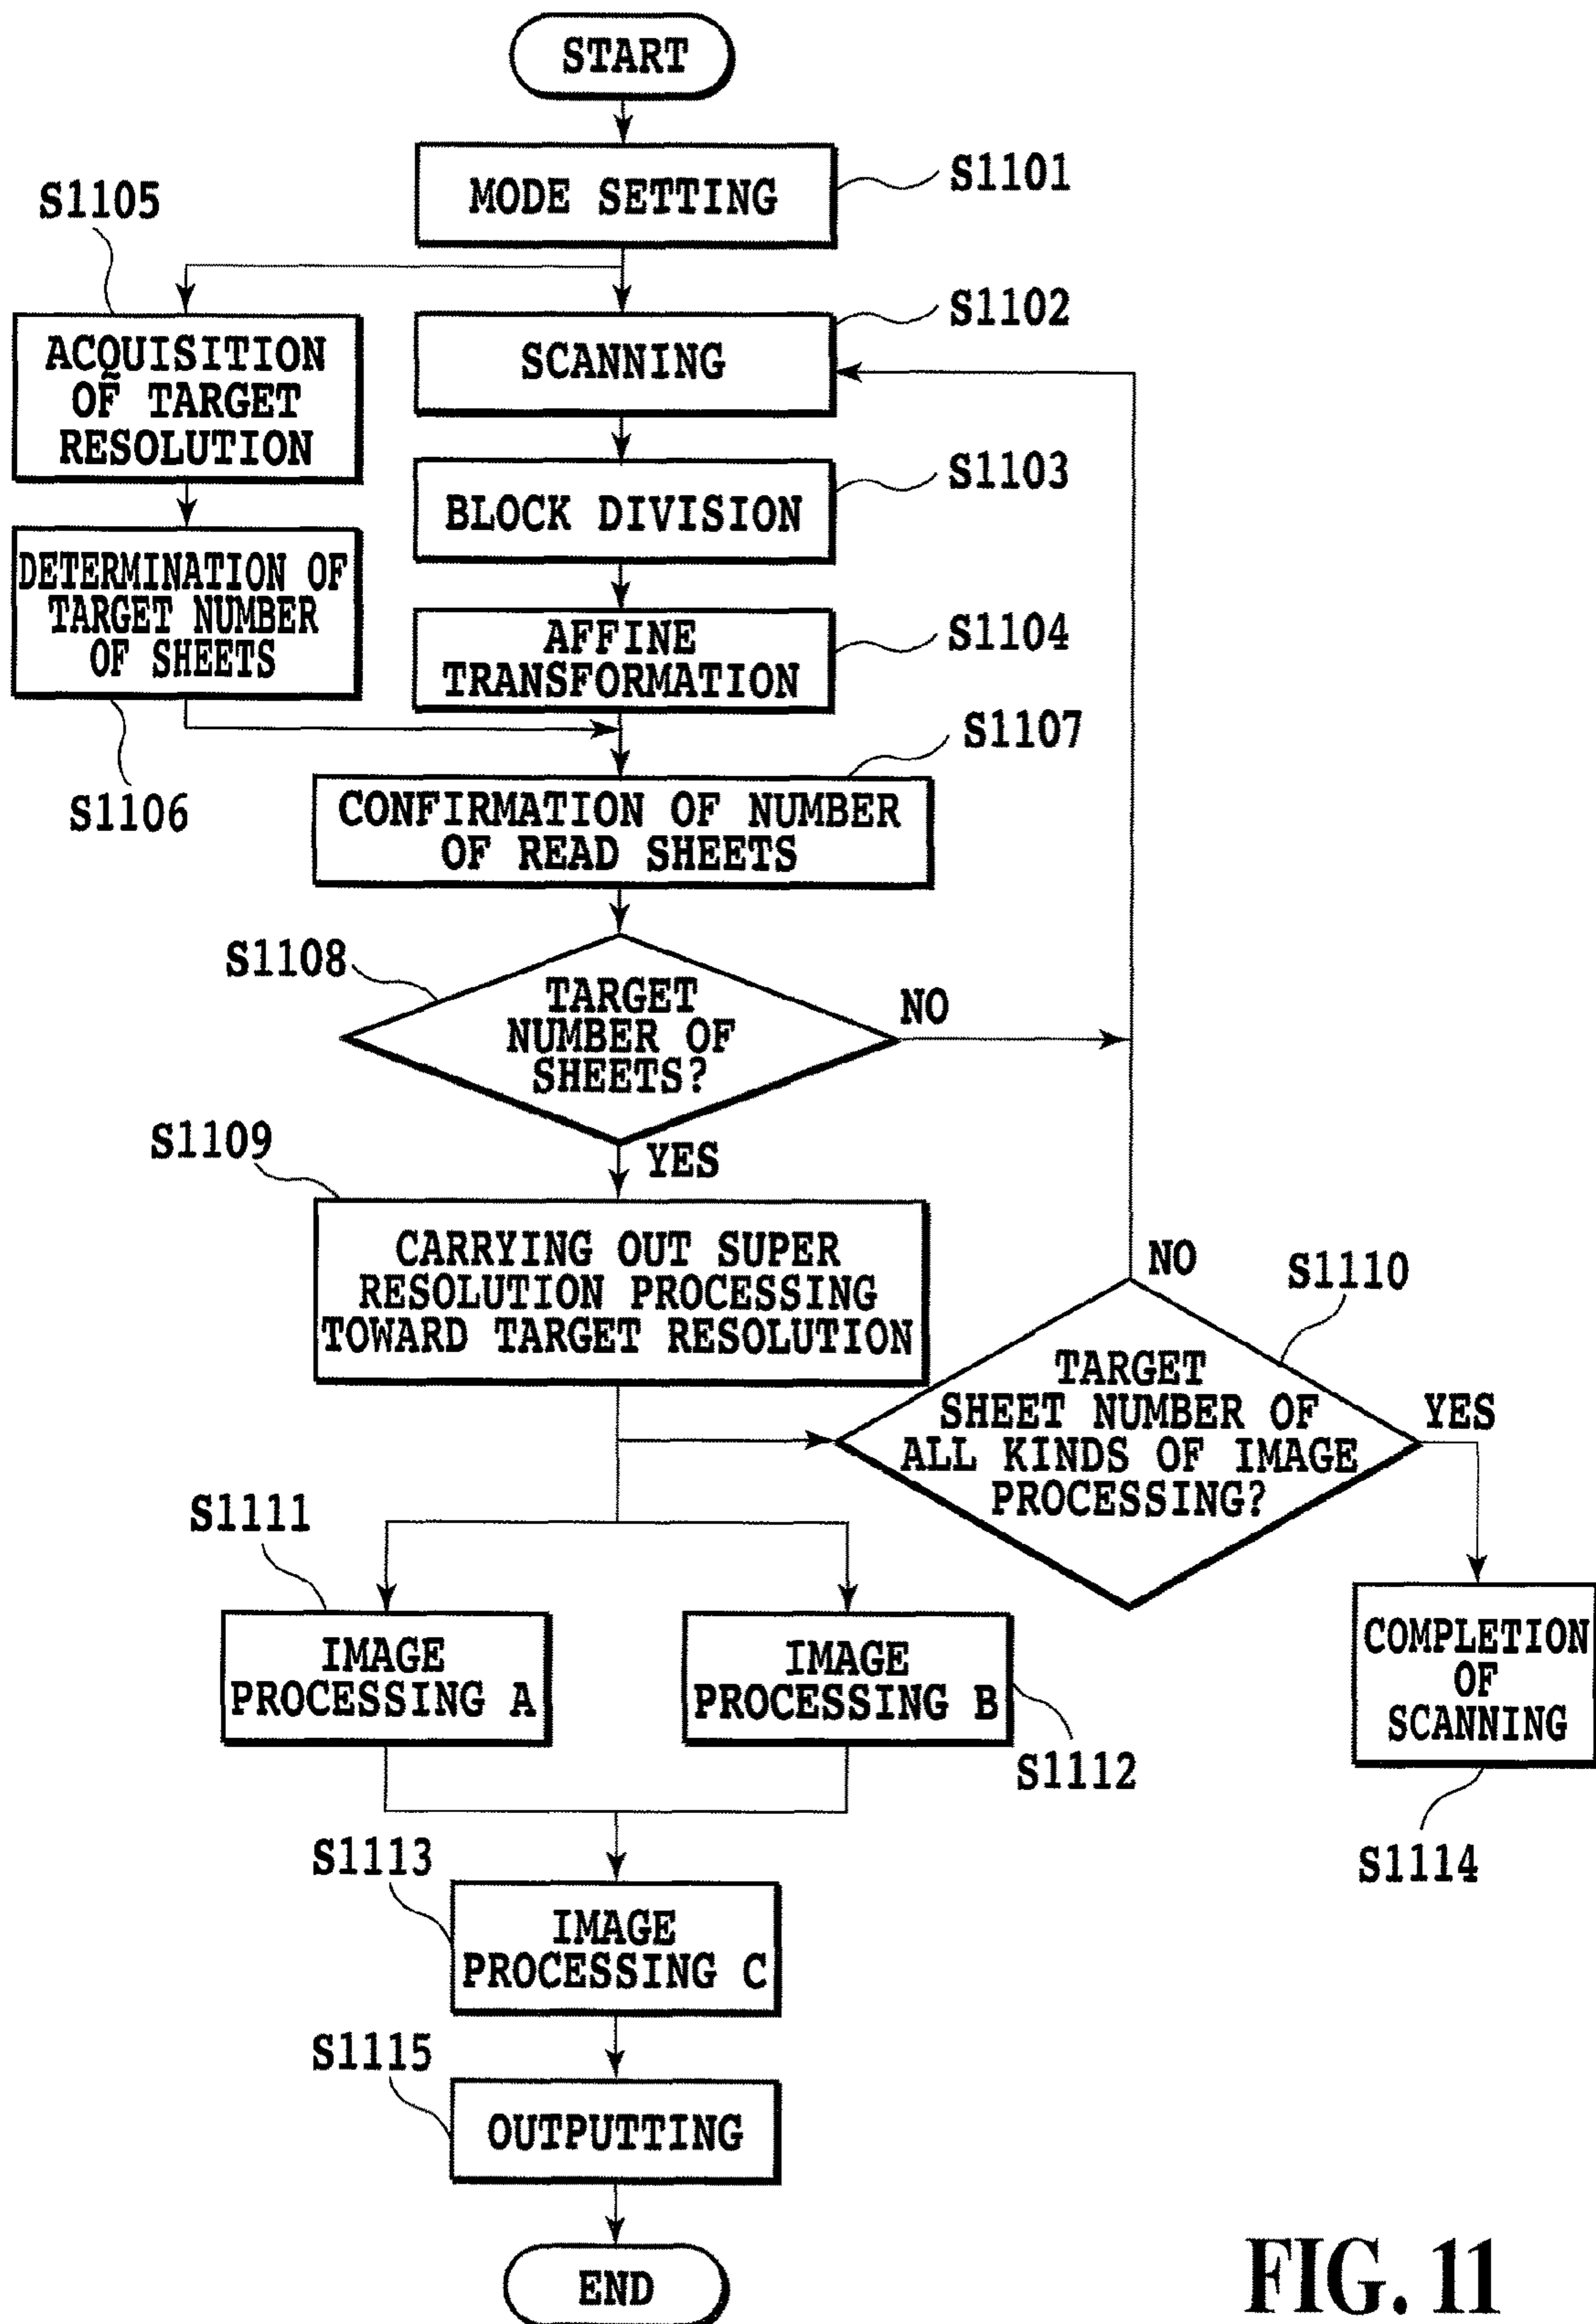 START
MODE SETTING
S1101
S1105
ACQUISITION
OF TARGET
RESOLUTION
SCANNING
S1102
BLOCK DIVISION
S1103
DETERMINATION OF
TARGET NUMBER
OF SHEETS
S1106
AFFINE
TRANSFORMATION
S1104
CONFIRMATION OF NUMBER
OF READ SHEETS
S1107
S1108
TARGET
NUMBER OF
SHEETS?
NO
YES
S1109
CARRYING OUT SUPER
RESOLUTION PROCESSING
TOWARD TARGET RESOLUTION
NO
S1110
TARGET
SHEET NUMBER OF
ALL KINDS OF IMAGE
PROCESSING?
YES
S1111
IMAGE
PROCESSING A
IMAGE
PROCESSING B
S1112
COMPLETION
OF
SCANNING
S1114
S1113
IMAGE
PROCESSING C
S1115
OUTPUTTING
END
FIG. 11